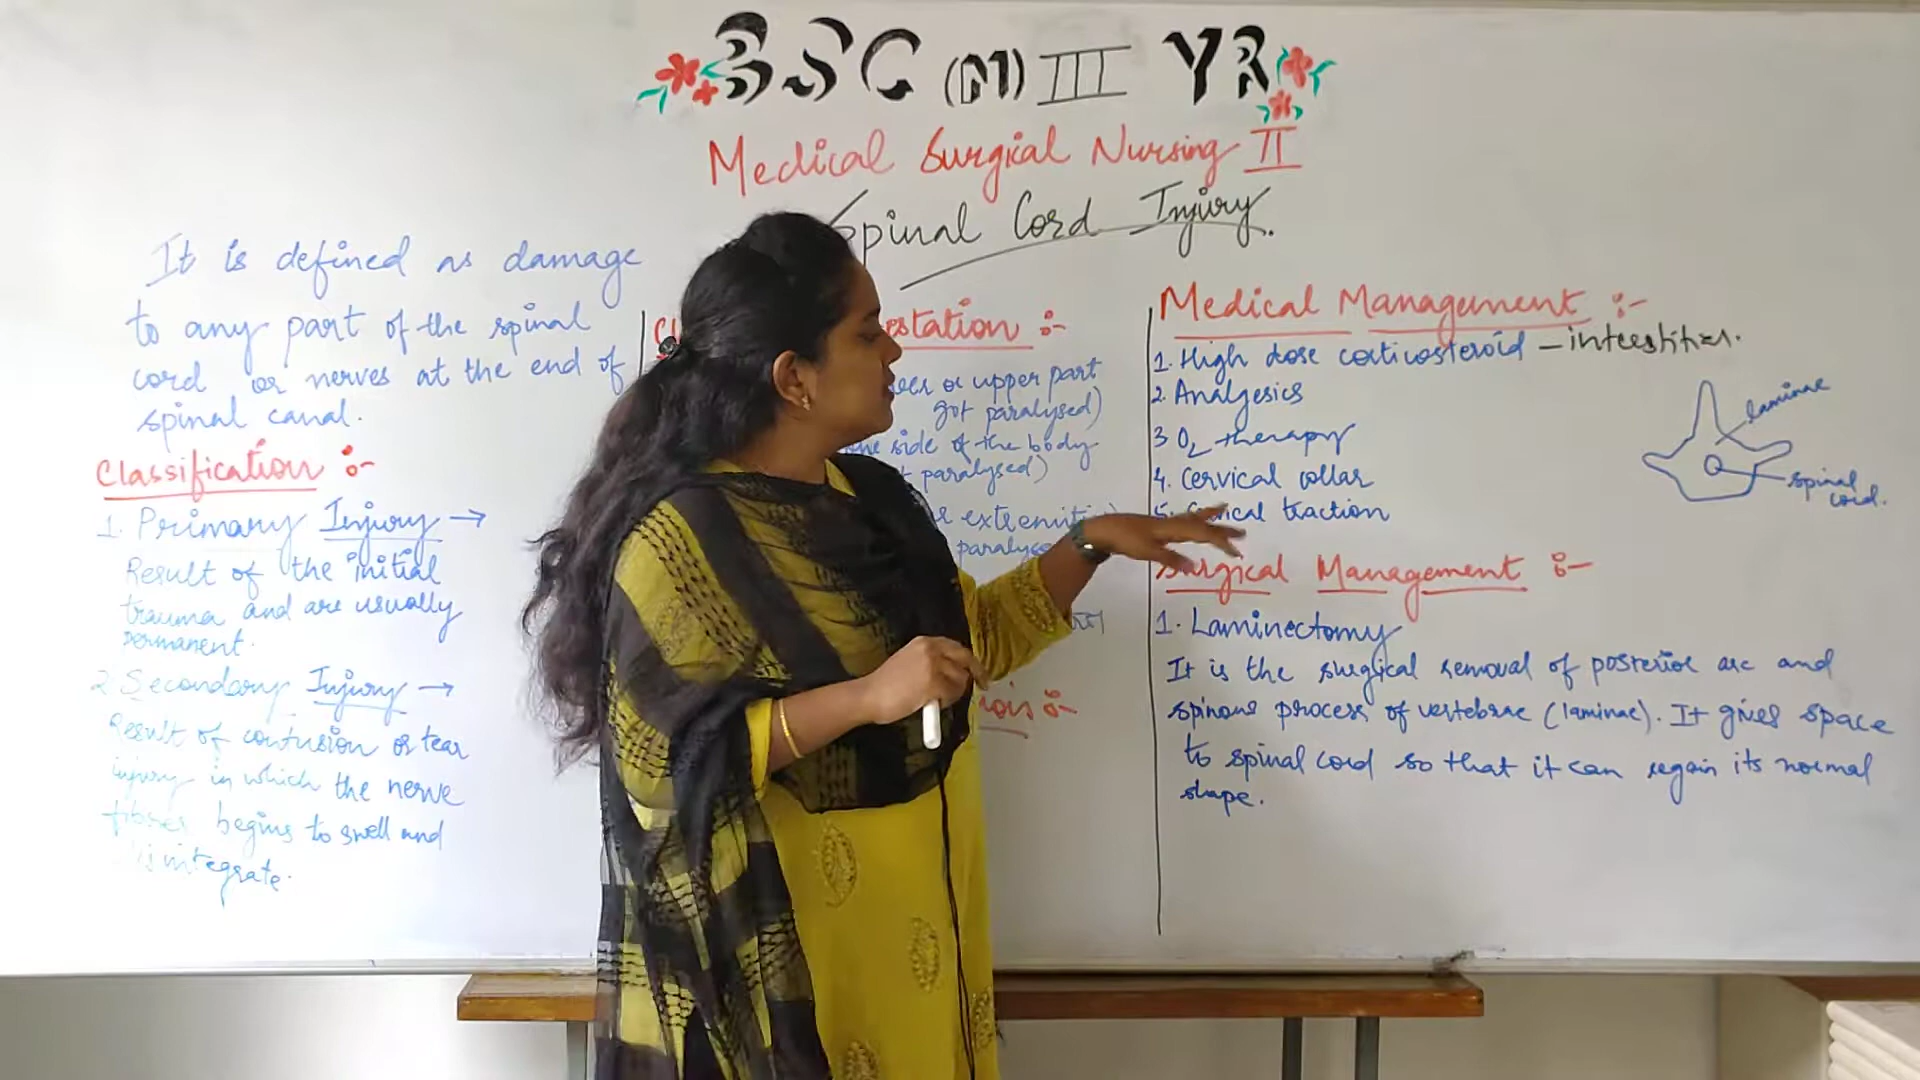 BSC (N) III YR
Medical Surgical Nursing II
Spinal Cord Injury.
It is defined as damage
to any part of the spinal
cord or nerves at the end of
spinal canal.
Classification :-
1. Primary Injury →
Result of the initial
trauma and are usually
permanent.
2 Secondary Injury →
Result of contusion or tear
injury in which the nerve
fibres begins to swell and
disintegrate.
estation :-
or upper part
got paralysed)
one side of the body
paralysed)
Medical Management :-
1. High dose corticosteroid -
2. Analgesics
3 O2 therapy
4. Cervical collar
5. Cervical traction
laminae
spinal
cord.
Surgical Management :-
1. Laminectomy
It is the surgical removal of posterior arc and
spinous process of vertebrae (laminae). It gives space
to spinal cord so that it can regain its normal
shape.